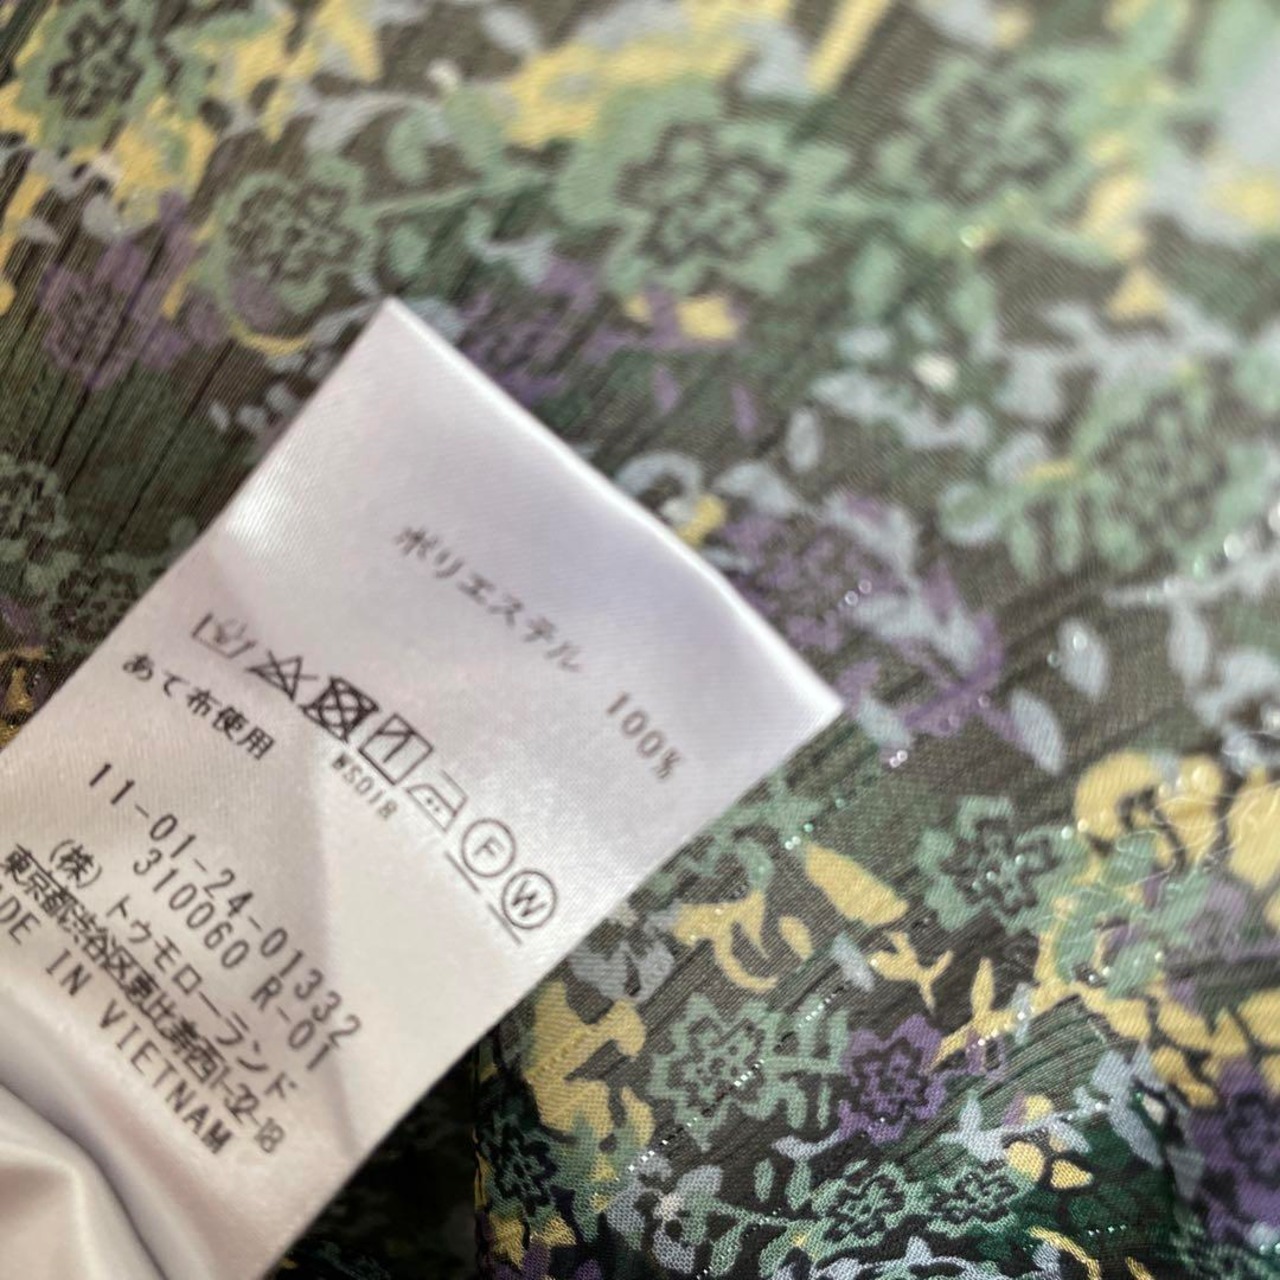 ポリエステル 100%
WS018
F W
あて布使用
11-01-24-01332
310060 R-01
(株) トゥモローランド
東京都渋谷区恵比寿西1-32-18
MADE IN VIETNAM